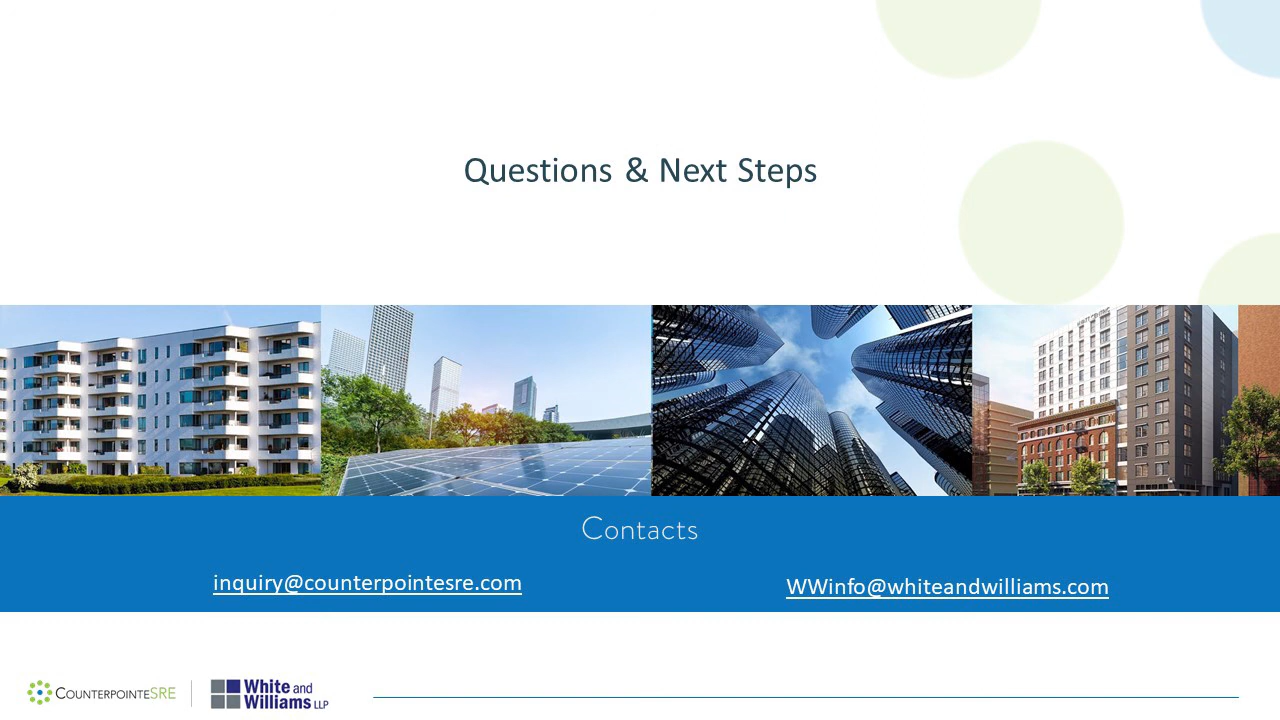 Questions & Next Steps
Contacts
inquiry@counterpointesre.com
WWinfo@whiteandwilliams.com
COUNTERPOINTESRE
White and
Williams LLP